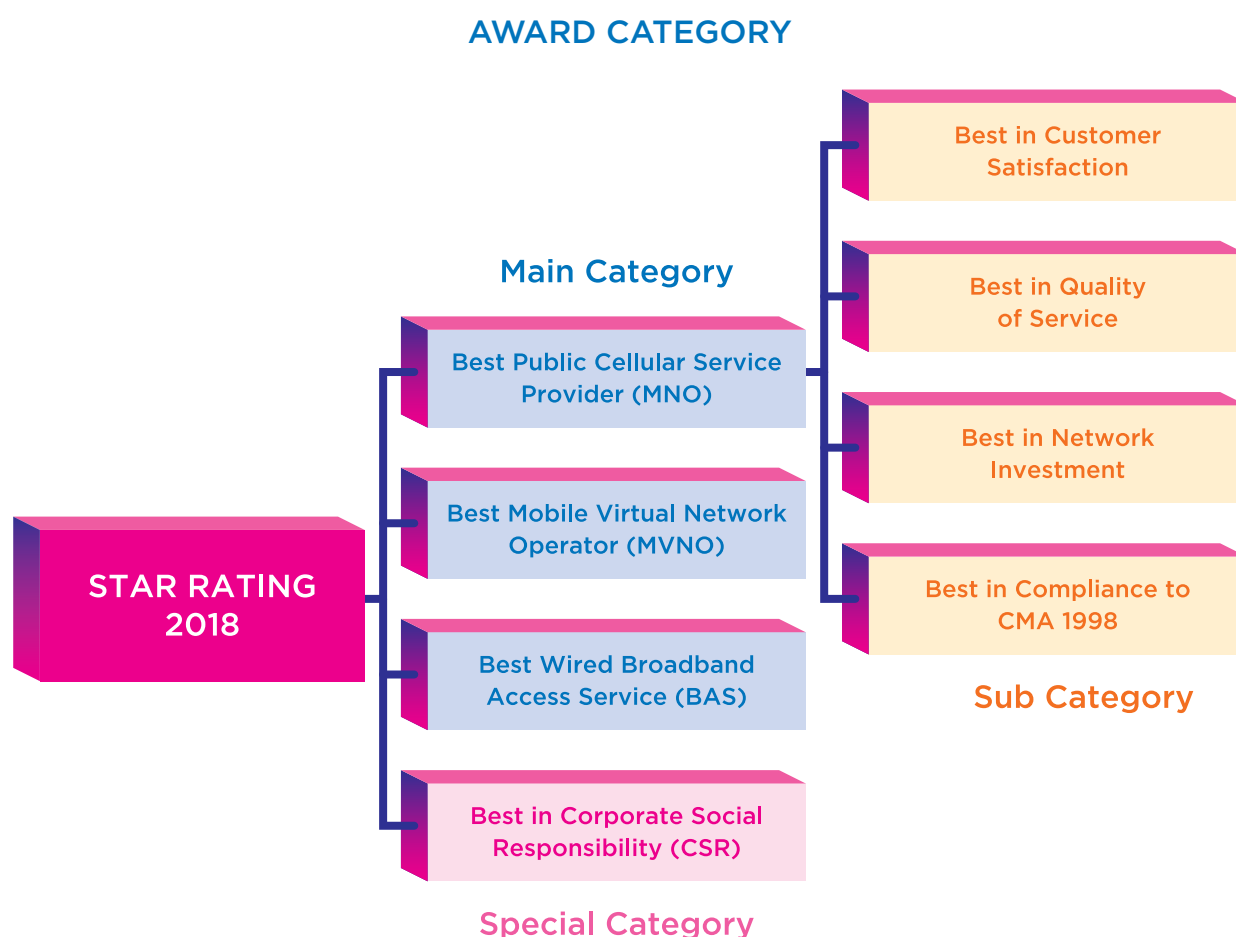 AWARD CATEGORY
STAR RATING
2018
Main Category
Best Public Cellular Service
Provider (MNO)
Best Mobile Virtual Network
Operator (MVNO)
Best Wired Broadband
Access Service (BAS)
Best in Corporate Social
Responsibility (CSR)
Special Category
Best in Customer
Satisfaction
Best in Quality
of Service
Best in Network
Investment
Best in Compliance to
CMA 1998
Sub Category